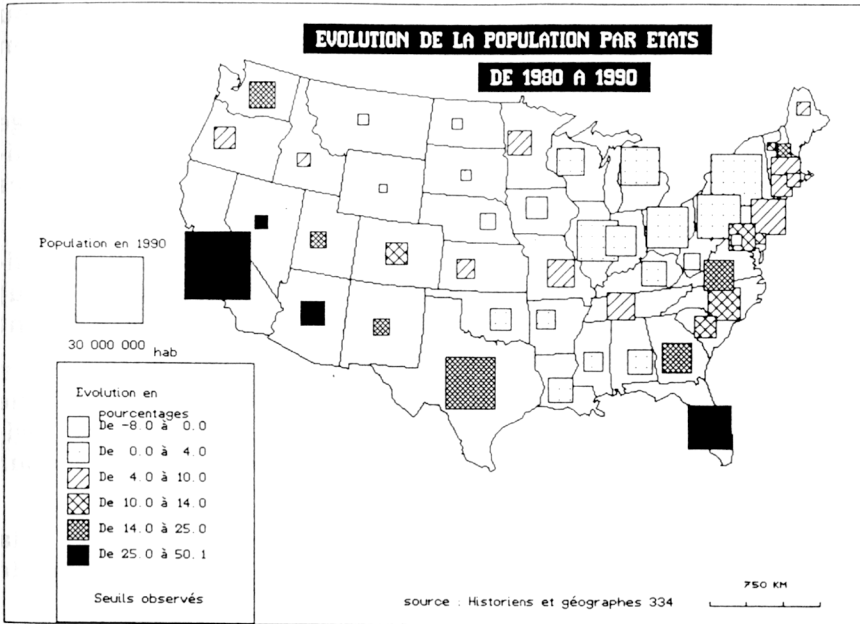 EVOLUTION DE LA POPULATION PAR ETATS
DE 1980 A 1990
Population en 1990
30 000 000 hab
Evolution en
pourcentages
De -8.0 à 0.0
De 0.0 à 4.0
De 4.0 à 10.0
De 10.0 à 14.0
De 14.0 à 25.0
De 25.0 à 50.1
Seuils observés
source : Historiens et géographes 334
750 KM